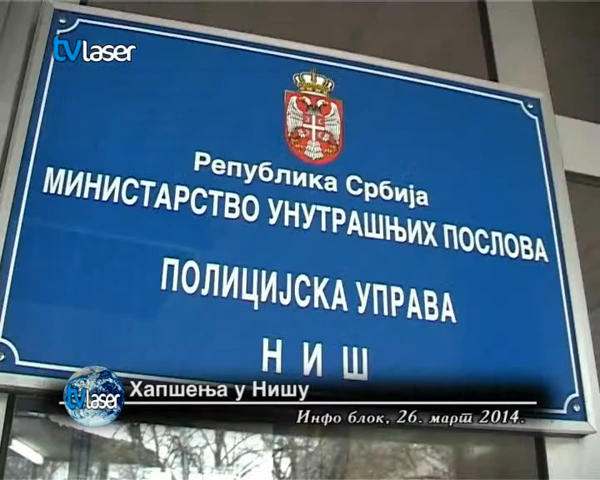 tvlaser
Република Србија
МИНИСТАРСТВО УНУТРАШЊИХ ПОСЛОВА
ПОЛИЦИЈСКА УПРАВА
НИШ
tvlaser
Хапшења у Нишу
Инфо блок, 26. март 2014.